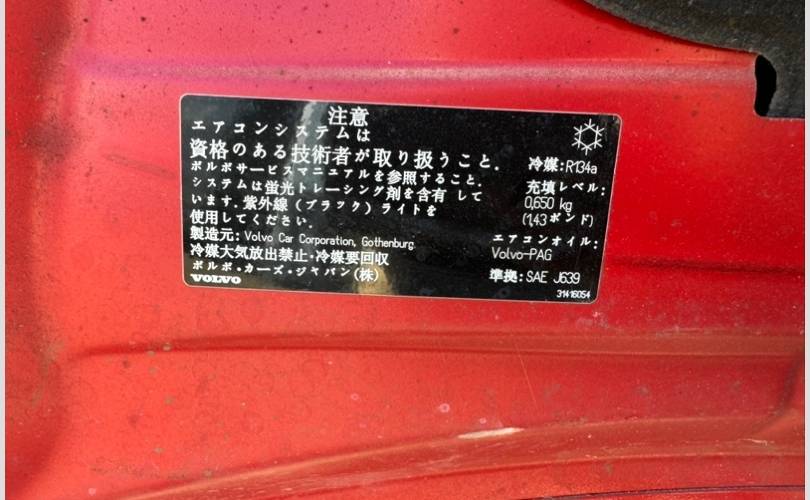 注意
エアコンシステムは
資格のある技術者が取り扱うこと.
ボルボサービスマニュアルを参照すること.
システムは蛍光トレーシング剤を含有 して
います. 紫外線（ブラック）ライトを
使用してください.
製造元: Volvo Car Corporation, Gothenburg
冷媒大気放出禁止・冷媒要回収
ボルボ・カーズ・ジャパン(株)
VOLVO
冷媒: R134a
充填レベル:
0,650 kg
(1,43 ポンド)
エアコンオイル:
Volvo-PAG
準拠: SAE J639
31416054